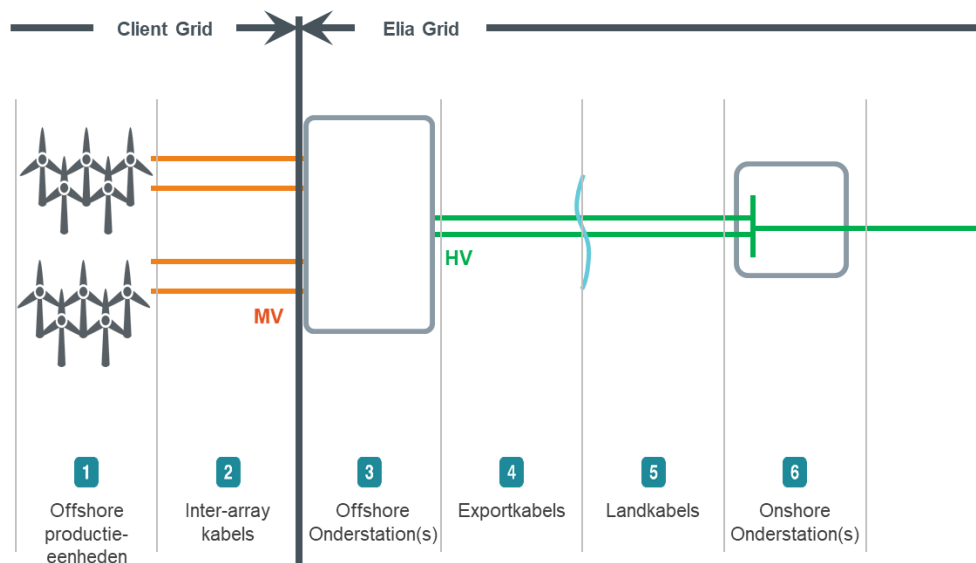 Client Grid
Elia Grid
HV
MV
1
2
3
4
5
6
Offshore
productie-
eenheden
Inter-array
kabels
Offshore
Onderstation(s)
Exportkabels
Landkabels
Onshore
Onderstation(s)